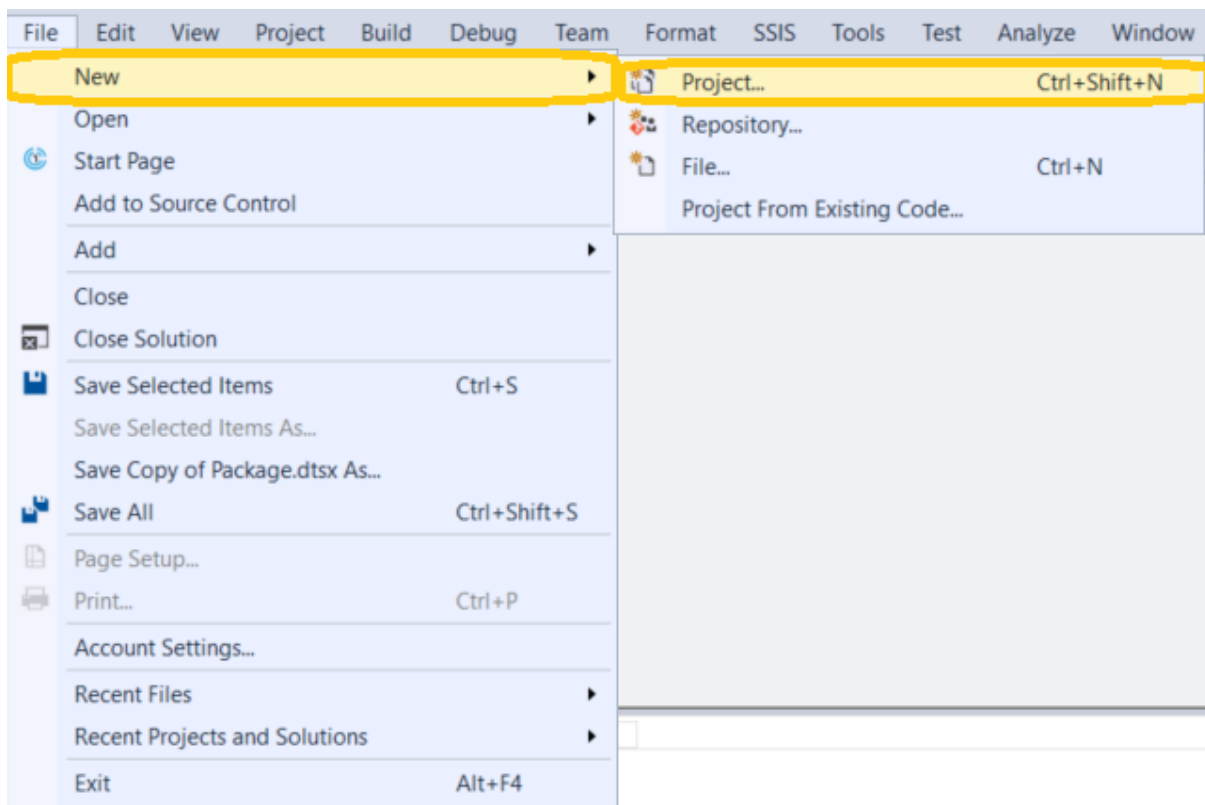 File Edit View Project Build Debug Team Format SSIS Tools Test Analyze Window
New
Open
Start Page
Add to Source Control
Add
Close
Close Solution
Save Selected Items Ctrl+S
Save Selected Items As...
Save Copy of Package.dtsx As...
Save All Ctrl+Shift+S
Page Setup...
Print... Ctrl+P
Account Settings...
Recent Files
Recent Projects and Solutions
Exit Alt+F4
Project... Ctrl+Shift+N
Repository...
File... Ctrl+N
Project From Existing Code...